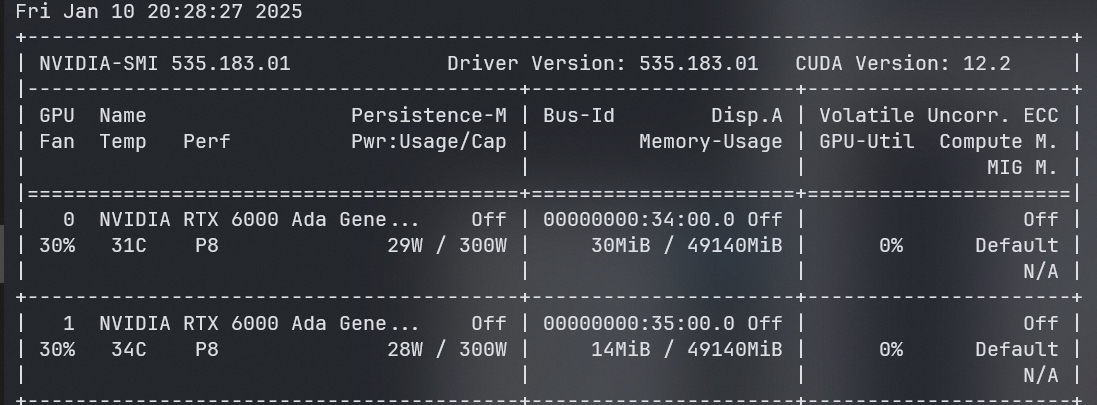 Fri Jan 10 20:28:27 2025
+---------------------------------------------------------------------------------------+
| NVIDIA-SMI 535.183.01             Driver Version: 535.183.01   CUDA Version: 12.2     |
|-----------------------------------------+----------------------+----------------------+
| GPU  Name                 Persistence-M | Bus-Id        Disp.A | Volatile Uncorr. ECC |
| Fan  Temp   Perf          Pwr:Usage/Cap |         Memory-Usage | GPU-Util  Compute M. |
|                                         |                      |               MIG M. |
|=========================================+======================+======================|
|   0  NVIDIA RTX 6000 Ada Gene...    Off | 00000000:34:00.0 Off |                  Off |
| 30%   31C    P8              29W / 300W |     30MiB / 49140MiB |      0%      Default |
|                                         |                      |                  N/A |
+-----------------------------------------+----------------------+----------------------+
|   1  NVIDIA RTX 6000 Ada Gene...    Off | 00000000:35:00.0 Off |                  Off |
| 30%   34C    P8              28W / 300W |     14MiB / 49140MiB |      0%      Default |
|                                         |                      |                  N/A |
+-----------------------------------------+----------------------+----------------------+